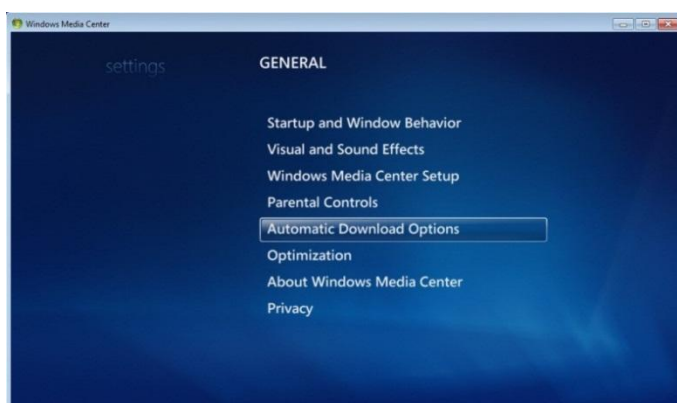 Windows Media Center
settings
GENERAL
Startup and Window Behavior
Visual and Sound Effects
Windows Media Center Setup
Parental Controls
Automatic Download Options
Optimization
About Windows Media Center
Privacy